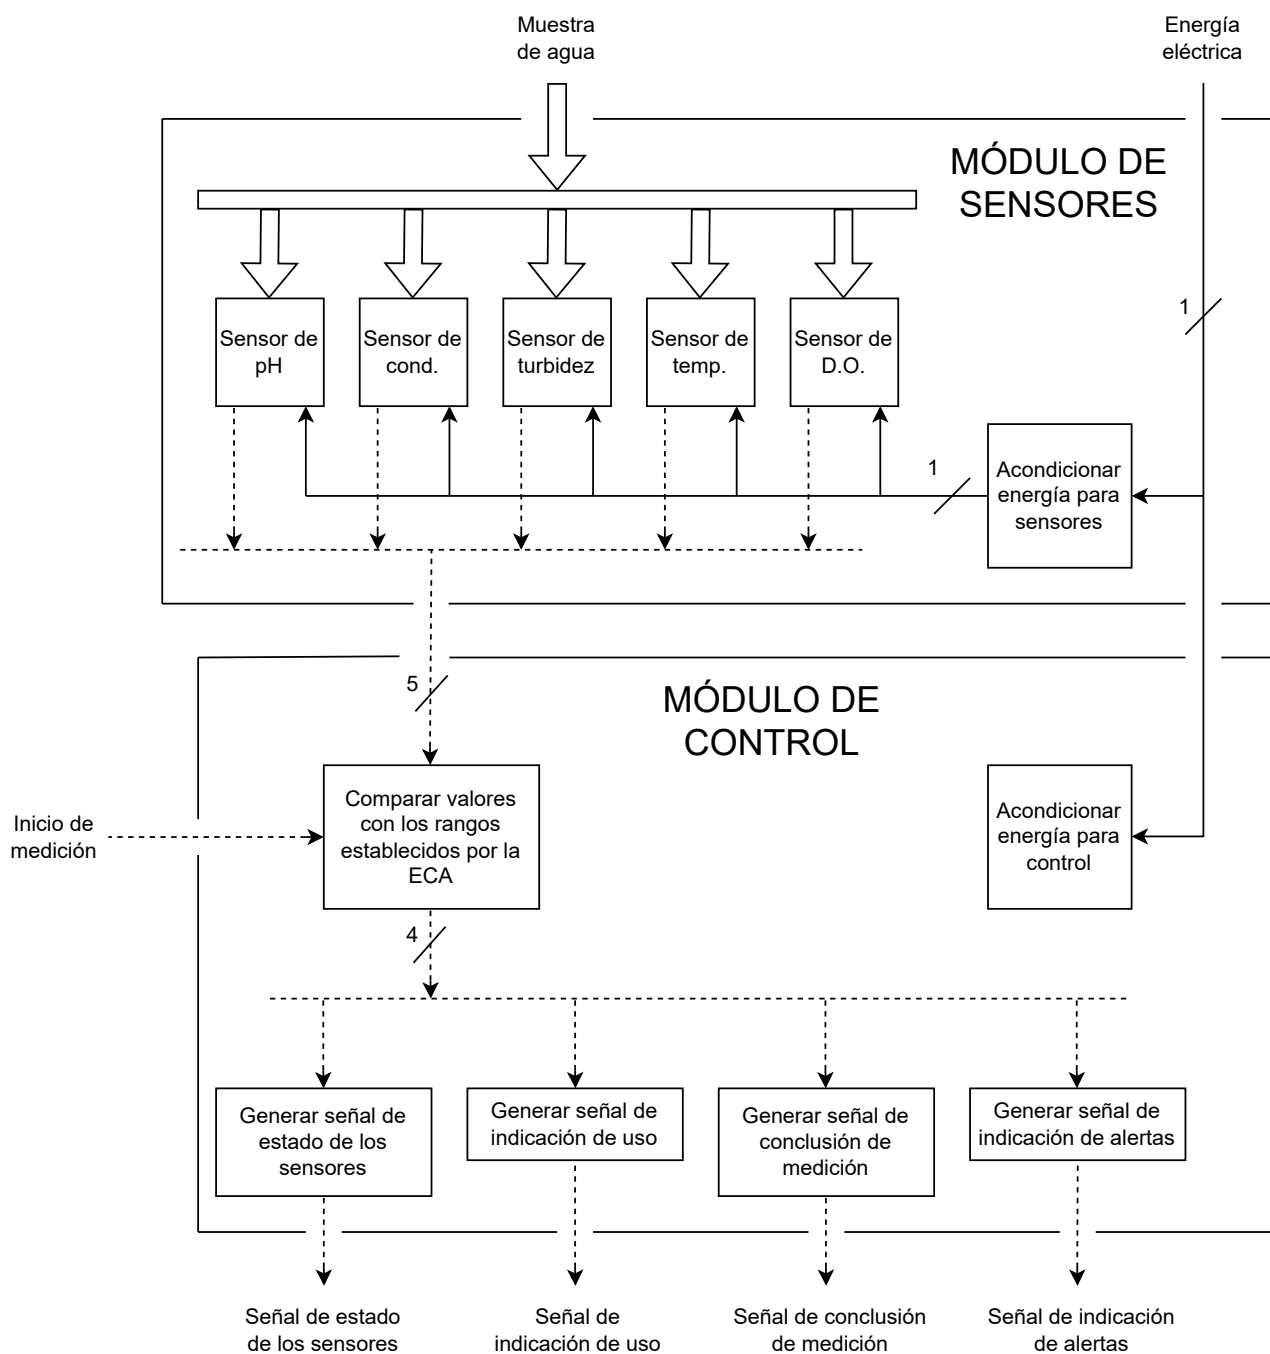 Muestra
de agua
Energía
eléctrica
MÓDULO DE
SENSORES
1
Sensor de
pH
Sensor de
cond.
Sensor de
turbidez
Sensor de
temp.
Sensor de
D.O.
1
Acondicionar
energía para
sensores
5
MÓDULO DE
CONTROL
Inicio de
medición
Comparar valores
con los rangos
establecidos por la
ECA
Acondicionar
energía para
control
4
Generar señal de
estado de los
sensores
Generar señal de
indicación de uso
Generar señal de
conclusión de
medición
Generar señal de
indicación de alertas
Señal de estado
de los sensores
Señal de
indicación de uso
Señal de conclusión
de medición
Señal de indicación
de alertas